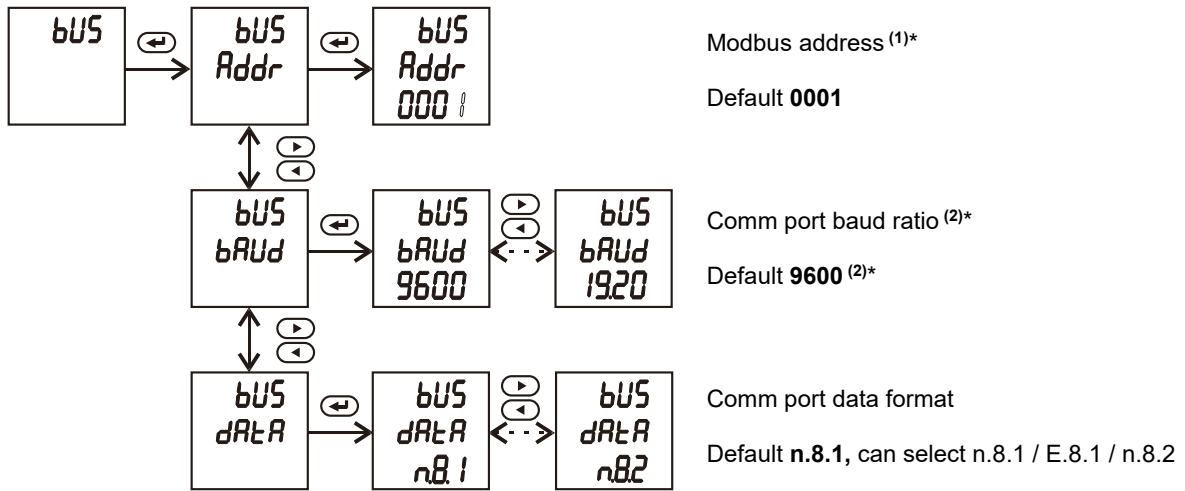 bUS
bUS
Addr
bUS
Addr
0001
Modbus address (1)*
Default 0001
bUS
bAUd
bUS
bAUd
9600
bUS
bAUd
19.20
Comm port baud ratio (2)*
Default 9600 (2)*
bUS
dAtA
bUS
dAtA
n.8.1
bUS
dAtA
n.8.2
Comm port data format
Default n.8.1, can select n.8.1 / E.8.1 / n.8.2